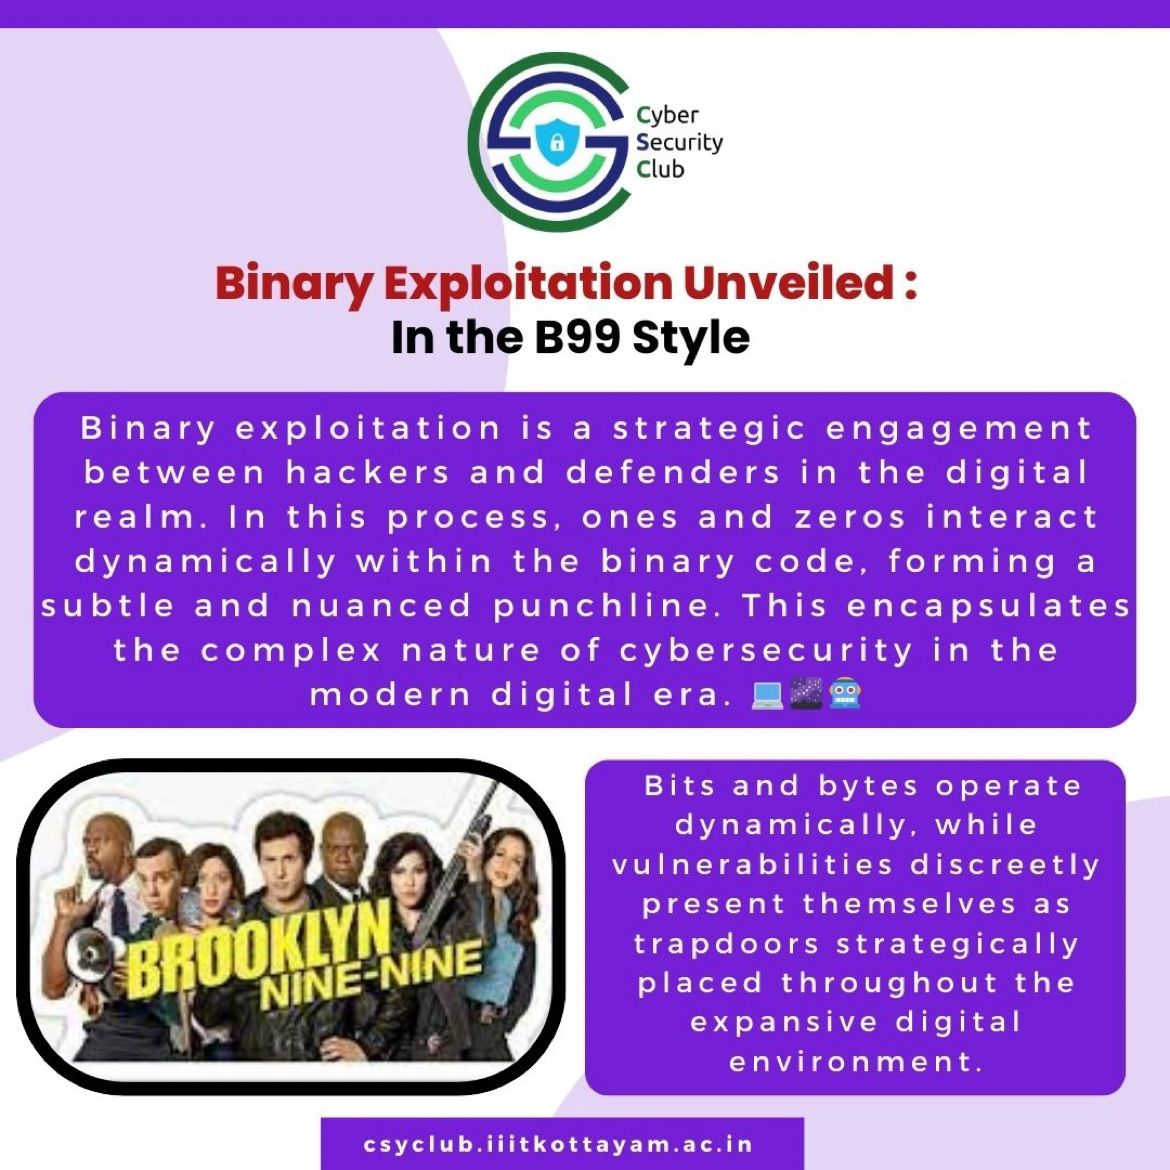 Cyber
Security
Club
Binary Exploitation Unveiled :
In the B99 Style
Binary exploitation is a strategic engagement
between hackers and defenders in the digital
realm. In this process, ones and zeros interact
dynamically within the binary code, forming a
subtle and nuanced punchline. This encapsulates
the complex nature of cybersecurity in the
modern digital era. 💻🌌🤖
BROOKLYN
NINE-NINE
Bits and bytes operate
dynamically, while
vulnerabilities discreetly
present themselves as
trapdoors strategically
placed throughout the
expansive digital
environment.
csyclub.iiitkottayam.ac.in